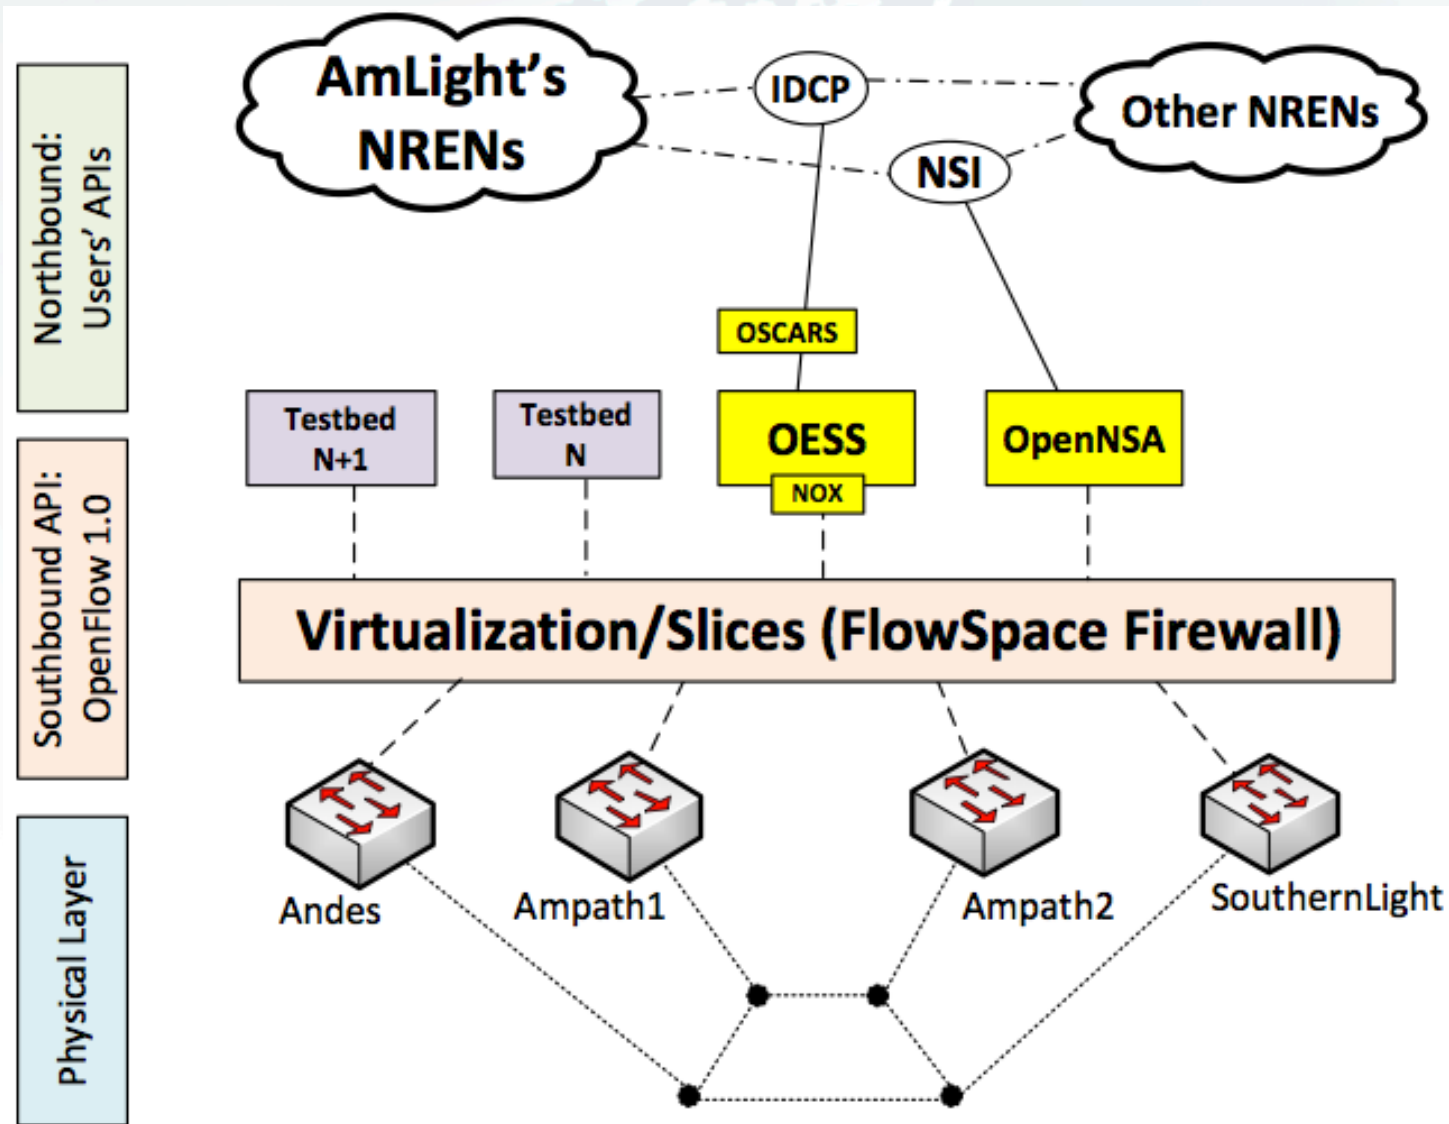 AmLight's
NRENs
IDCP
NSI
Other NRENs
Northbound:
Users' APIs
OSCARS
Testbed
N+1
Testbed
N
OESS
NOX
OpenNSA
Southbound API:
OpenFlow 1.0
Virtualization/Slices (FlowSpace Firewall)
Andes
Ampath1
Ampath2
SouthernLight
Physical Layer